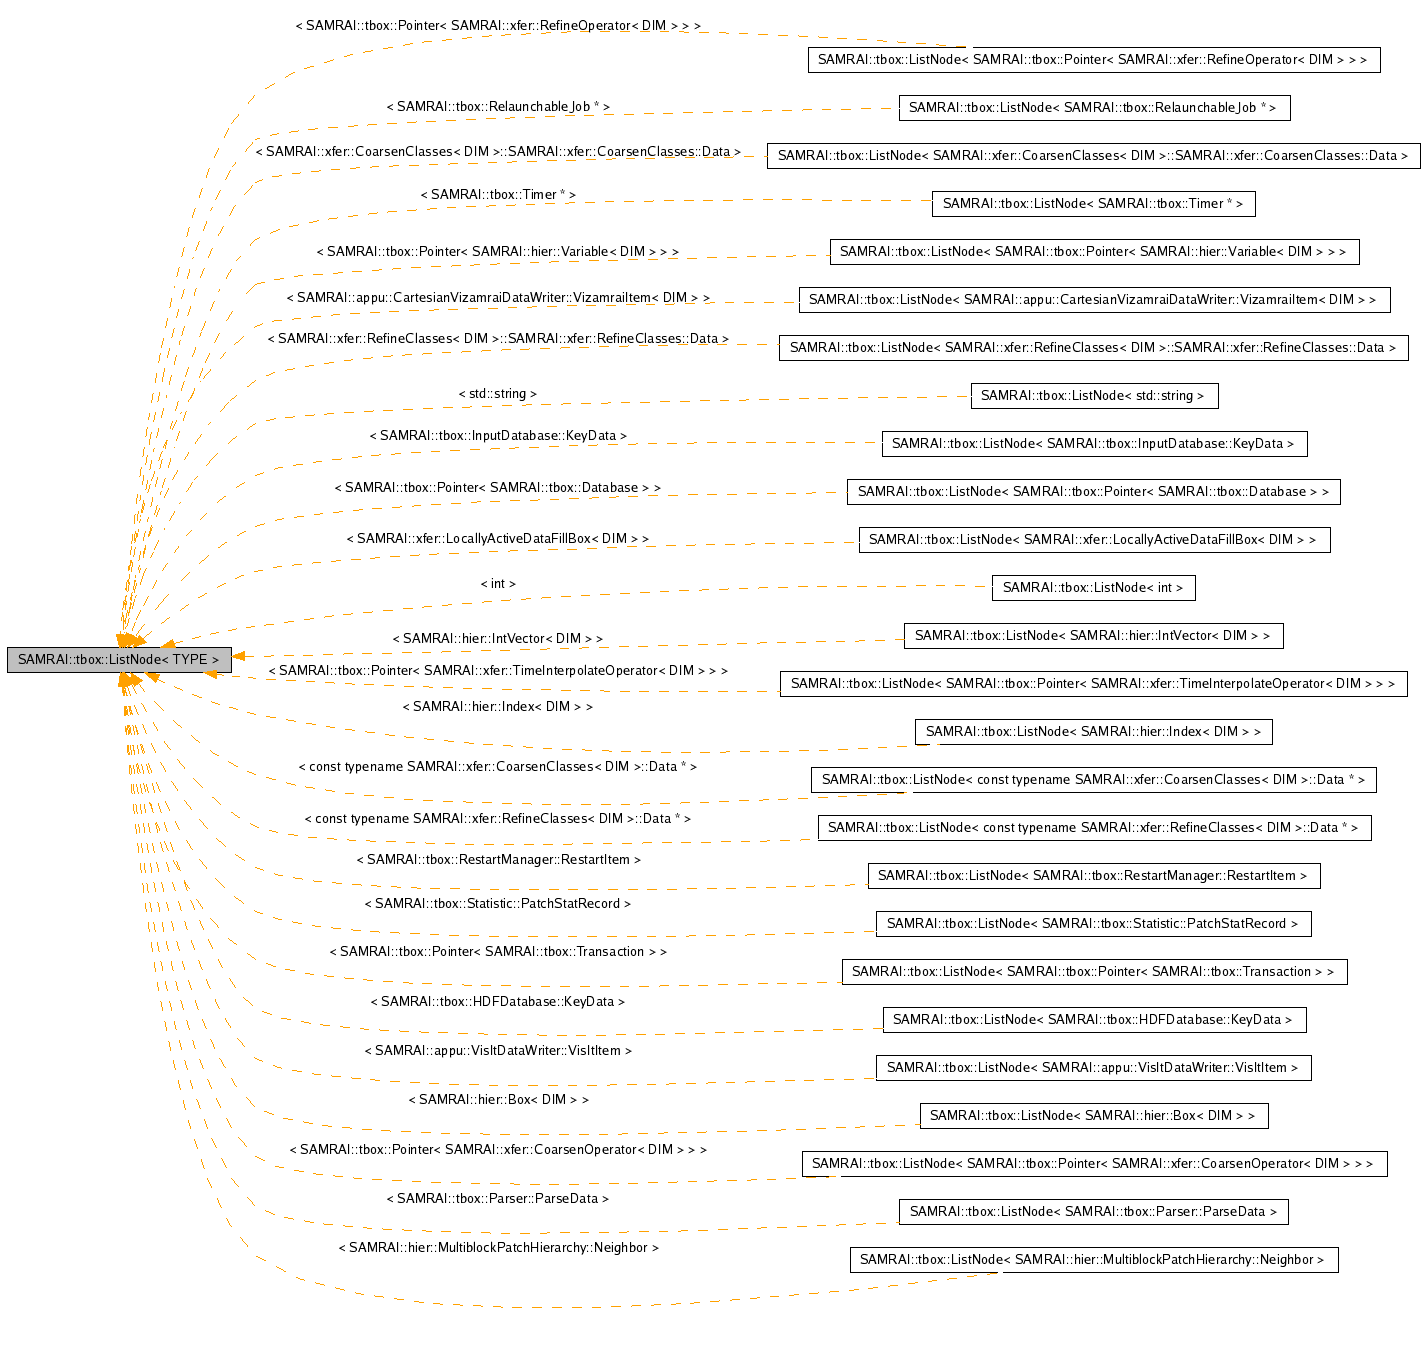 < SAMRAI::tbox::Pointer< SAMRAI::xfer::RefineOperator< DIM > > >
SAMRAI::tbox::ListNode< SAMRAI::tbox::Pointer< SAMRAI::xfer::RefineOperator< DIM > > >
< SAMRAI::tbox::RelaunchableJob * >
SAMRAI::tbox::ListNode< SAMRAI::tbox::RelaunchableJob * >
< SAMRAI::xfer::CoarsenClasses< DIM >::SAMRAI::xfer::CoarsenClasses::Data >
SAMRAI::tbox::ListNode< SAMRAI::xfer::CoarsenClasses< DIM >::SAMRAI::xfer::CoarsenClasses::Data >
< SAMRAI::tbox::Timer * >
SAMRAI::tbox::ListNode< SAMRAI::tbox::Timer * >
< SAMRAI::tbox::Pointer< SAMRAI::hier::Variable< DIM > > >
SAMRAI::tbox::ListNode< SAMRAI::tbox::Pointer< SAMRAI::hier::Variable< DIM > > >
< SAMRAI::appu::CartesianVizamraiDataWriter::VizamraiItem< DIM > >
SAMRAI::tbox::ListNode< SAMRAI::appu::CartesianVizamraiDataWriter::VizamraiItem< DIM > >
< SAMRAI::xfer::RefineClasses< DIM >::SAMRAI::xfer::RefineClasses::Data >
SAMRAI::tbox::ListNode< SAMRAI::xfer::RefineClasses< DIM >::SAMRAI::xfer::RefineClasses::Data >
< std::string >
SAMRAI::tbox::ListNode< std::string >
< SAMRAI::tbox::InputDatabase::KeyData >
SAMRAI::tbox::ListNode< SAMRAI::tbox::InputDatabase::KeyData >
< SAMRAI::tbox::Pointer< SAMRAI::tbox::Database > >
SAMRAI::tbox::ListNode< SAMRAI::tbox::Pointer< SAMRAI::tbox::Database > >
< SAMRAI::xfer::LocallyActiveDataFillBox< DIM > >
SAMRAI::tbox::ListNode< SAMRAI::xfer::LocallyActiveDataFillBox< DIM > >
< int >
SAMRAI::tbox::ListNode< int >
< SAMRAI::hier::IntVector< DIM > >
SAMRAI::tbox::ListNode< SAMRAI::hier::IntVector< DIM > >
SAMRAI::tbox::ListNode< TYPE >
< SAMRAI::tbox::Pointer< SAMRAI::xfer::TimeInterpolateOperator< DIM > > >
SAMRAI::tbox::ListNode< SAMRAI::tbox::Pointer< SAMRAI::xfer::TimeInterpolateOperator< DIM > > >
< SAMRAI::hier::Index< DIM > >
SAMRAI::tbox::ListNode< SAMRAI::hier::Index< DIM > >
< const typename SAMRAI::xfer::CoarsenClasses< DIM >::Data * >
SAMRAI::tbox::ListNode< const typename SAMRAI::xfer::CoarsenClasses< DIM >::Data * >
< const typename SAMRAI::xfer::RefineClasses< DIM >::Data * >
SAMRAI::tbox::ListNode< const typename SAMRAI::xfer::RefineClasses< DIM >::Data * >
< SAMRAI::tbox::RestartManager::RestartItem >
SAMRAI::tbox::ListNode< SAMRAI::tbox::RestartManager::RestartItem >
< SAMRAI::tbox::Statistic::PatchStatRecord >
SAMRAI::tbox::ListNode< SAMRAI::tbox::Statistic::PatchStatRecord >
< SAMRAI::tbox::Pointer< SAMRAI::tbox::Transaction > >
SAMRAI::tbox::ListNode< SAMRAI::tbox::Pointer< SAMRAI::tbox::Transaction > >
< SAMRAI::tbox::HDFDatabase::KeyData >
SAMRAI::tbox::ListNode< SAMRAI::tbox::HDFDatabase::KeyData >
< SAMRAI::appu::VisItDataWriter::VisItItem >
SAMRAI::tbox::ListNode< SAMRAI::appu::VisItDataWriter::VisItItem >
< SAMRAI::hier::Box< DIM > >
SAMRAI::tbox::ListNode< SAMRAI::hier::Box< DIM > >
< SAMRAI::tbox::Pointer< SAMRAI::xfer::CoarsenOperator< DIM > > >
SAMRAI::tbox::ListNode< SAMRAI::tbox::Pointer< SAMRAI::xfer::CoarsenOperator< DIM > > >
< SAMRAI::tbox::Parser::ParseData >
SAMRAI::tbox::ListNode< SAMRAI::tbox::Parser::ParseData >
< SAMRAI::hier::MultiblockPatchHierarchy::Neighbor >
SAMRAI::tbox::ListNode< SAMRAI::hier::MultiblockPatchHierarchy::Neighbor >